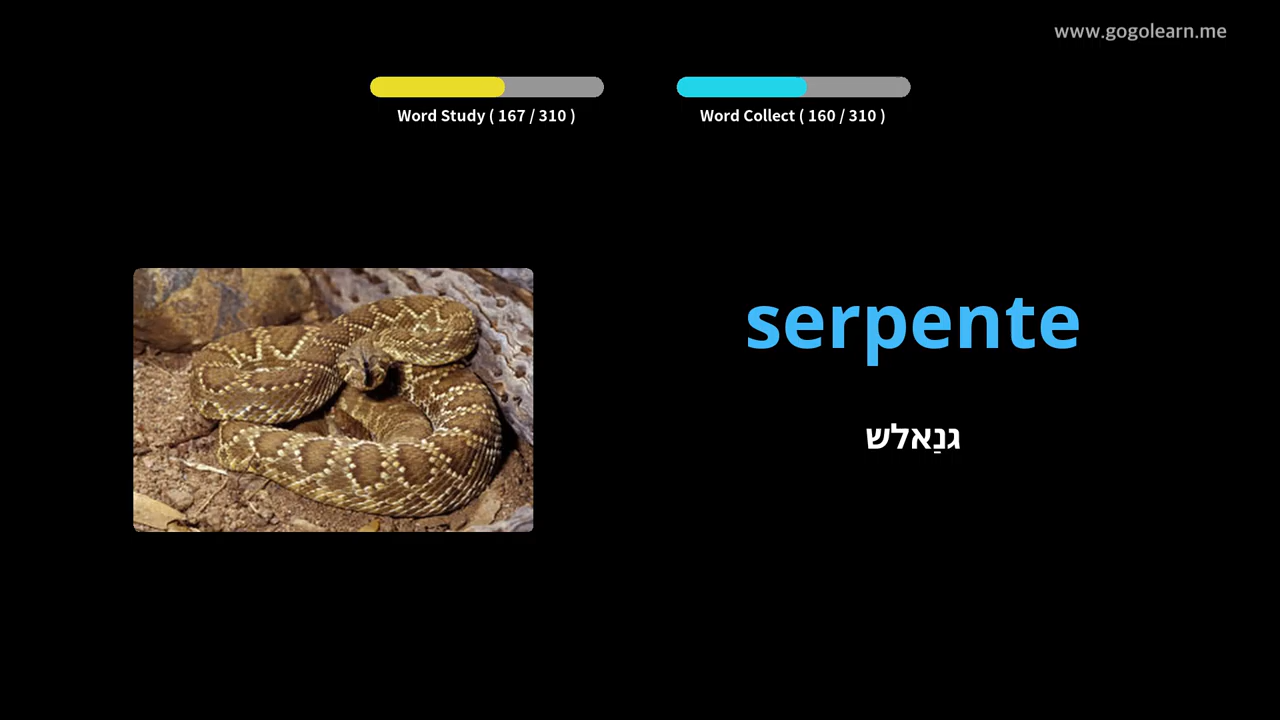 www.gogolearn.me
Word Study ( 167 / 310 )
Word Collect ( 160 / 310 )
serpente
גנַאלש